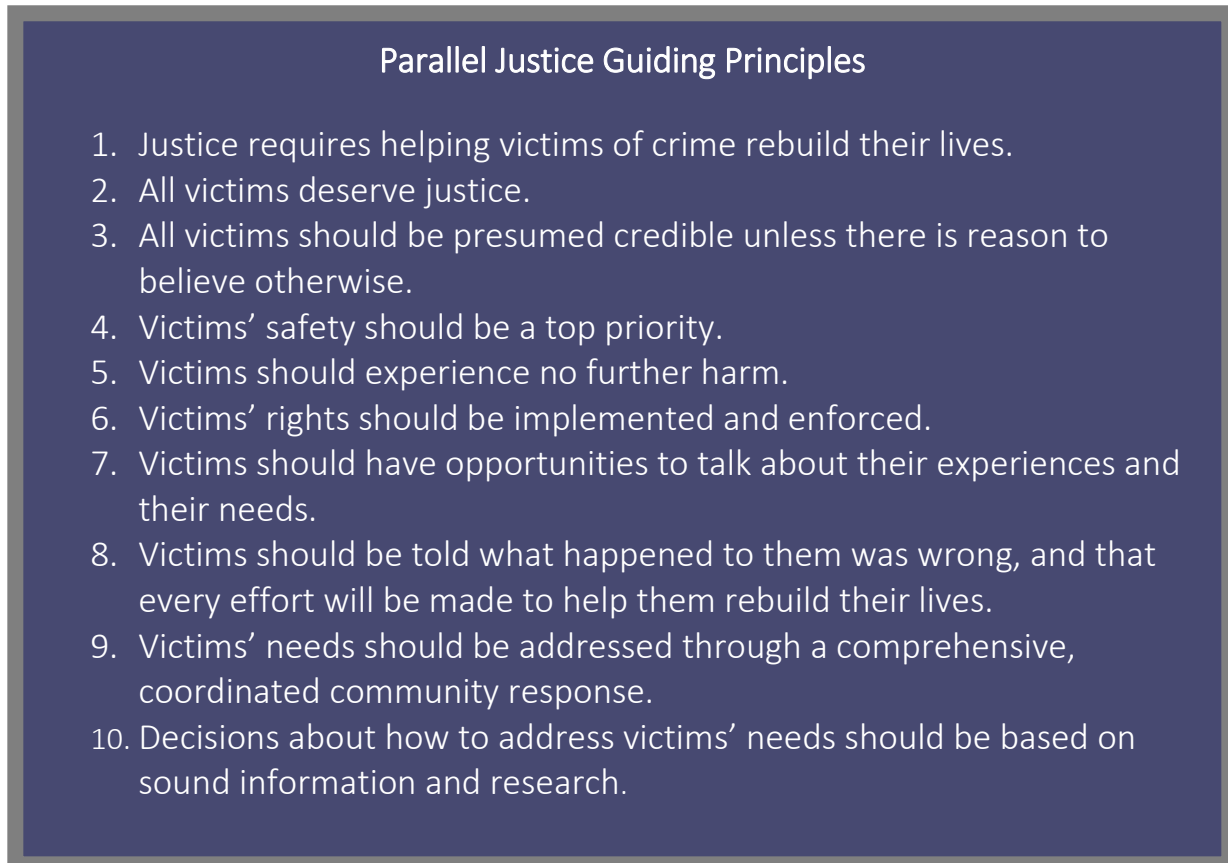 Parallel Justice Guiding Principles
1. Justice requires helping victims of crime rebuild their lives.
2. All victims deserve justice.
3. All victims should be presumed credible unless there is reason to
believe otherwise.
4. Victims’ safety should be a top priority.
5. Victims should experience no further harm.
6. Victims’ rights should be implemented and enforced.
7. Victims should have opportunities to talk about their experiences and
their needs.
8. Victims should be told what happened to them was wrong, and that
every effort will be made to help them rebuild their lives.
9. Victims’ needs should be addressed through a comprehensive,
coordinated community response.
10. Decisions about how to address victims’ needs should be based on
sound information and research.